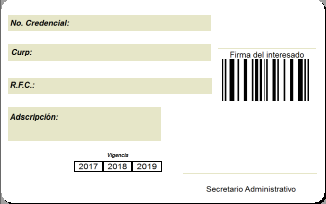 No. Credencial:
Curp:
Firma del interesado
R.F.C.:
Adscripción:
Vigencia
2017 2018 2019
Secretario Administrativo